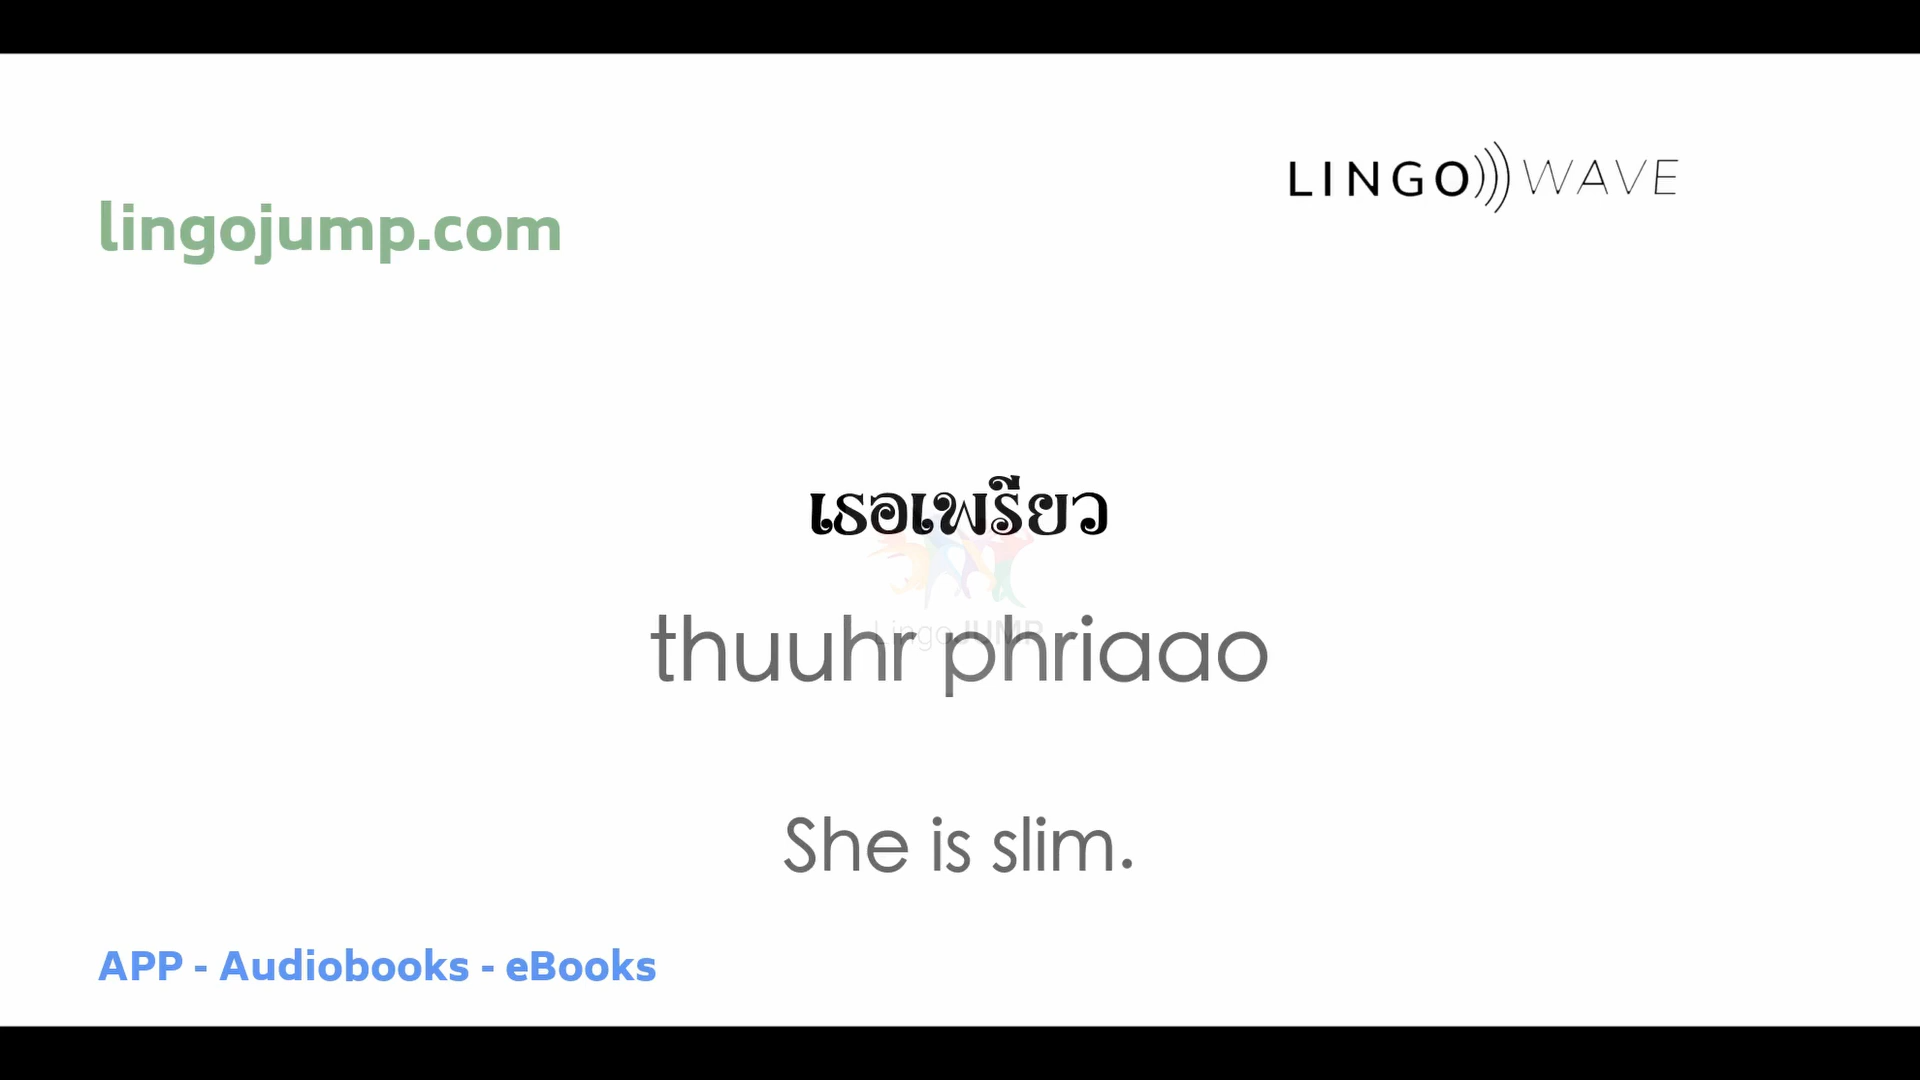 lingojump.com
LINGO WAVE
เธอเพรียว
LingoJUMP
thuuhr phriaao
She is slim.
APP - Audiobooks - eBooks